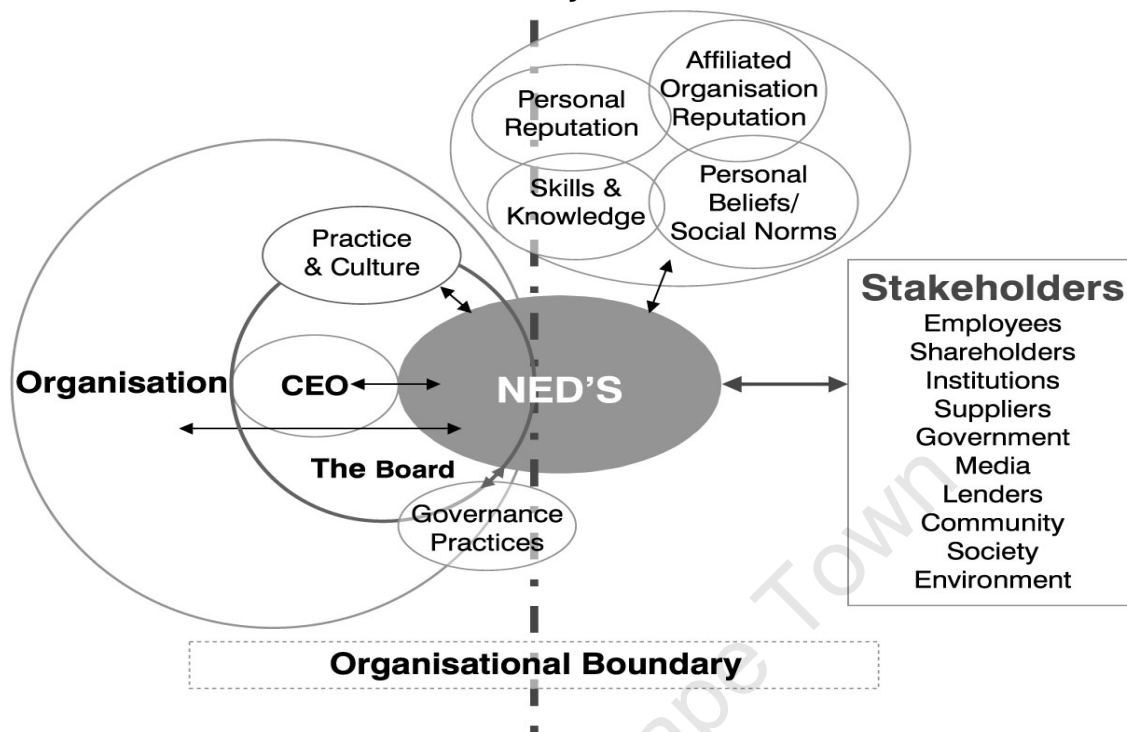 Affiliated
Organisation
Reputation
Personal
Reputation
Skills &
Knowledge
Personal
Beliefs/
Social Norms
Practice
& Culture
Organisation
CEO
NED'S
The Board
Governance
Practices
Stakeholders
Employees
Shareholders
Institutions
Suppliers
Government
Media
Lenders
Community
Society
Environment
Organisational Boundary
Town